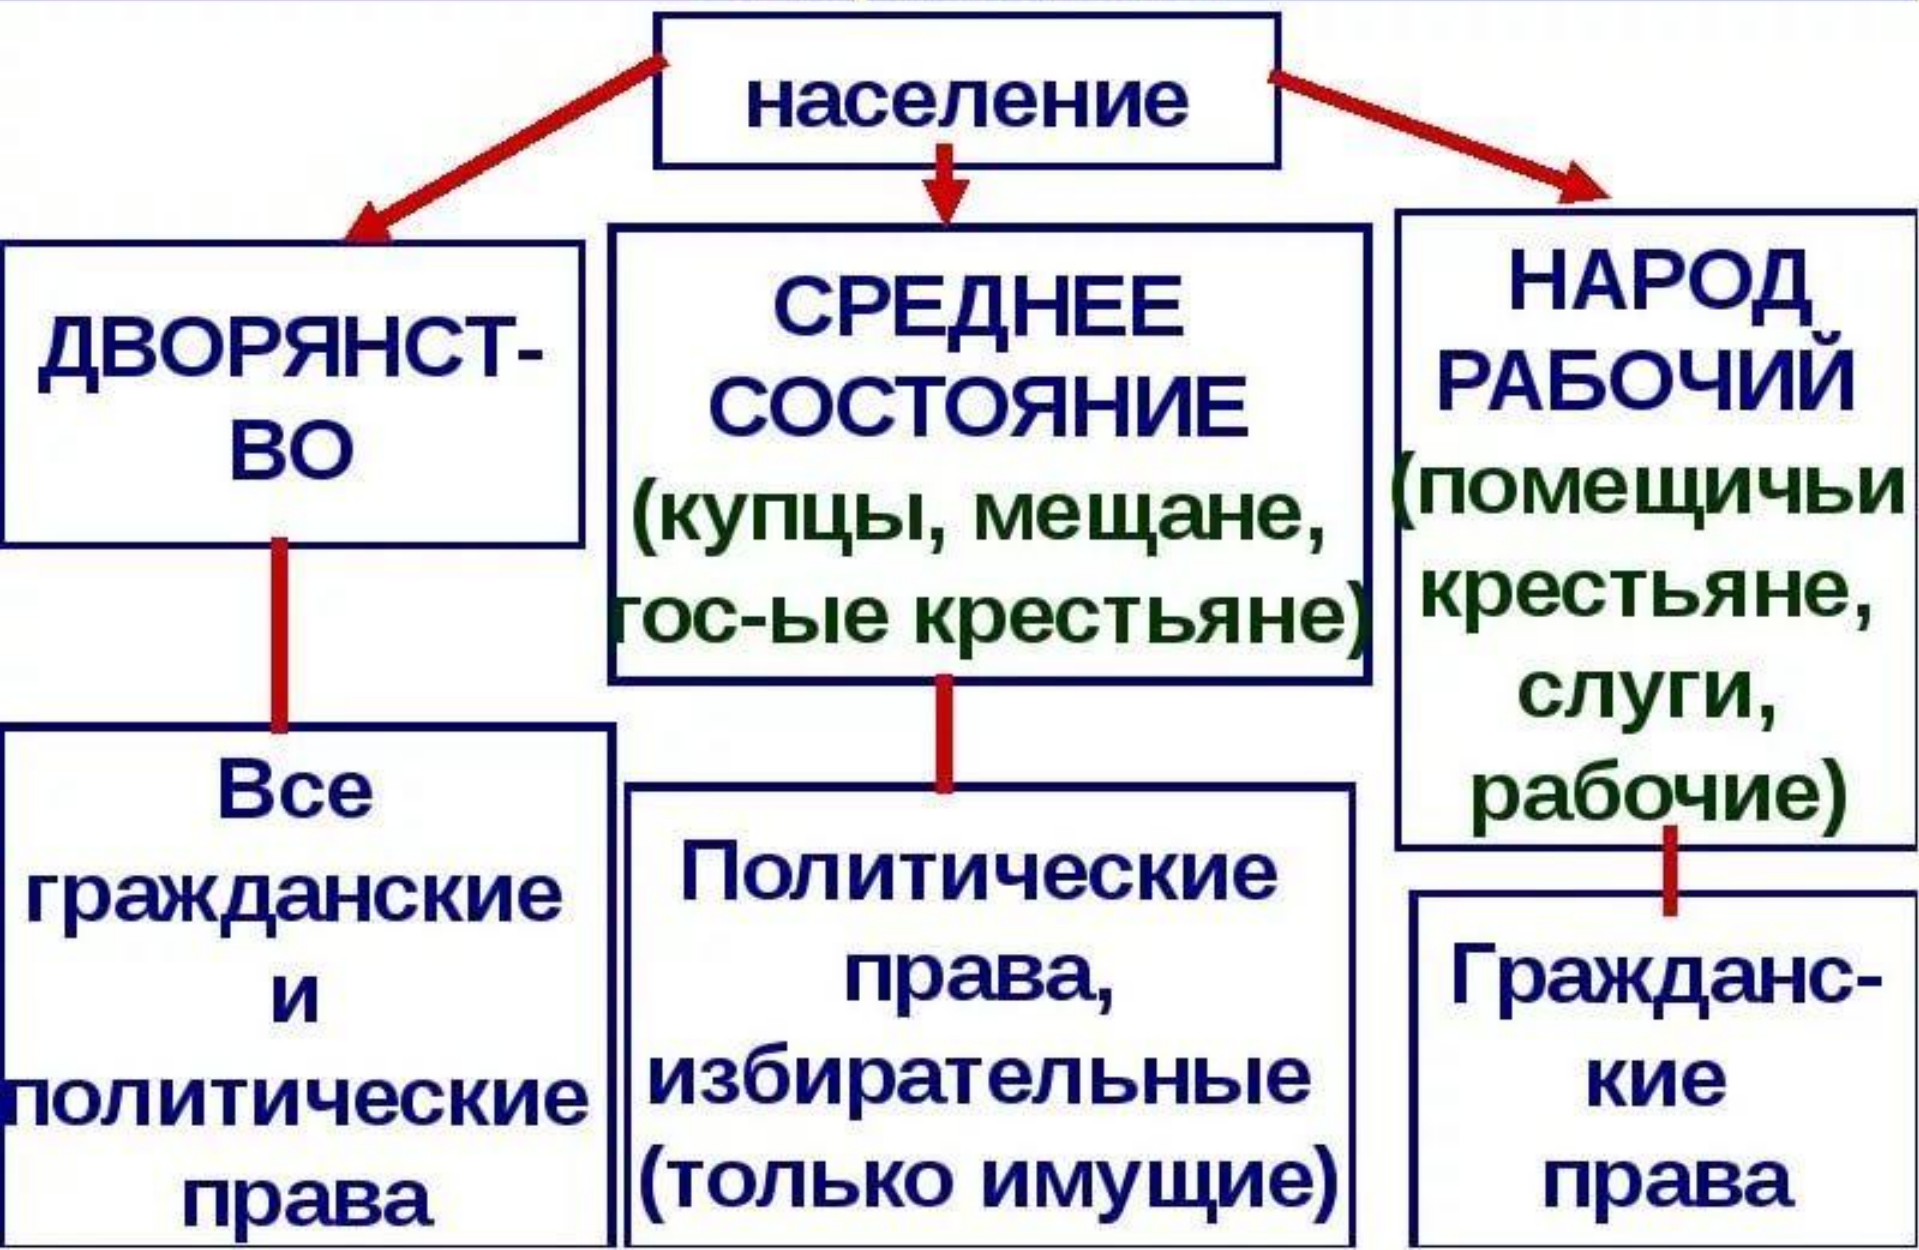 население
ДВОРЯНСТ-
ВО
СРЕДНЕЕ
СОСТОЯНИЕ
(купцы, мещане,
гос-ые крестьяне)
НАРОД
РАБОЧИЙ
(помещичьи
крестьяне,
слуги,
рабочие)
Все
гражданские
и
политические
права
Политические
права,
избирательные
(только имущие)
Гражданс-
кие
права